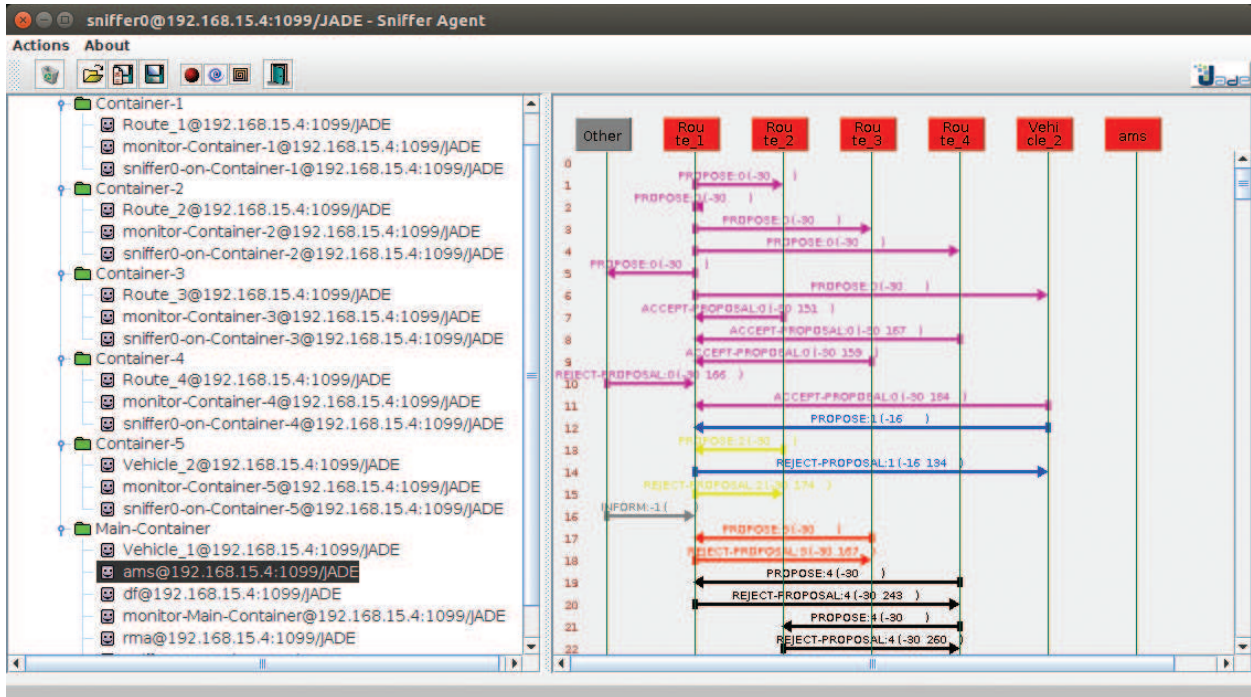 sniffer0@192.168.15.4:1099/JADE - Sniffer Agent
Actions About
Jade
Container-1
Route_1@192.168.15.4:1099/JADE
monitor-Container-1@192.168.15.4:1099/JADE
sniffer0-on-Container-1@192.168.15.4:1099/JADE
Container-2
Route_2@192.168.15.4:1099/JADE
monitor-Container-2@192.168.15.4:1099/JADE
sniffer0-on-Container-2@192.168.15.4:1099/JADE
Container-3
Route_3@192.168.15.4:1099/JADE
monitor-Container-3@192.168.15.4:1099/JADE
sniffer0-on-Container-3@192.168.15.4:1099/JADE
Container-4
Route_4@192.168.15.4:1099/JADE
monitor-Container-4@192.168.15.4:1099/JADE
sniffer0-on-Container-4@192.168.15.4:1099/JADE
Container-5
Vehicle_2@192.168.15.4:1099/JADE
monitor-Container-5@192.168.15.4:1099/JADE
sniffer0-on-Container-5@192.168.15.4:1099/JADE
Main-Container
Vehicle_1@192.168.15.4:1099/JADE
ams@192.168.15.4:1099/JADE
df@192.168.15.4:1099/JADE
monitor-Main-Container@192.168.15.4:1099/JADE
rma@192.168.15.4:1099/JADE
Other
Rou
te_1
Rou
te_2
Rou
te_3
Rou
te_4
Vehi
cle_2
ams
0
PROPOSE:0(-30 )
1
PROPOSE:0(-30 )
2
PROPOSE:0(-30 )
3
PROPOSE:0(-30 )
4
PROPOSE:0(-30 )
5
PROPOSE:0(-30 )
6
ACCEPT-PROPOSAL:0(-30 151 )
7
ACCEPT-PROPOSAL:0(-30 167 )
8
ACCEPT-PROPOSAL:0(-30 159 )
9
REJECT-PROPOSAL:0(-30 166 )
10
ACCEPT-PROPOSAL:0(-30 184 )
11
PROPOSE:1(-16 )
12
PROPOSE:2(-30 )
13
REJECT-PROPOSAL:1(-16 134 )
14
REJECT-PROPOSAL:2(-30 174 )
15
INFORM:-1( )
16
PROPOSE:3(-30 )
17
REJECT-PROPOSAL:3(-30 167 )
18
PROPOSE:4(-30 )
19
REJECT-PROPOSAL:4(-30 243 )
20
PROPOSE:4(-30 )
21
REJECT-PROPOSAL:4(-30 260 )
22